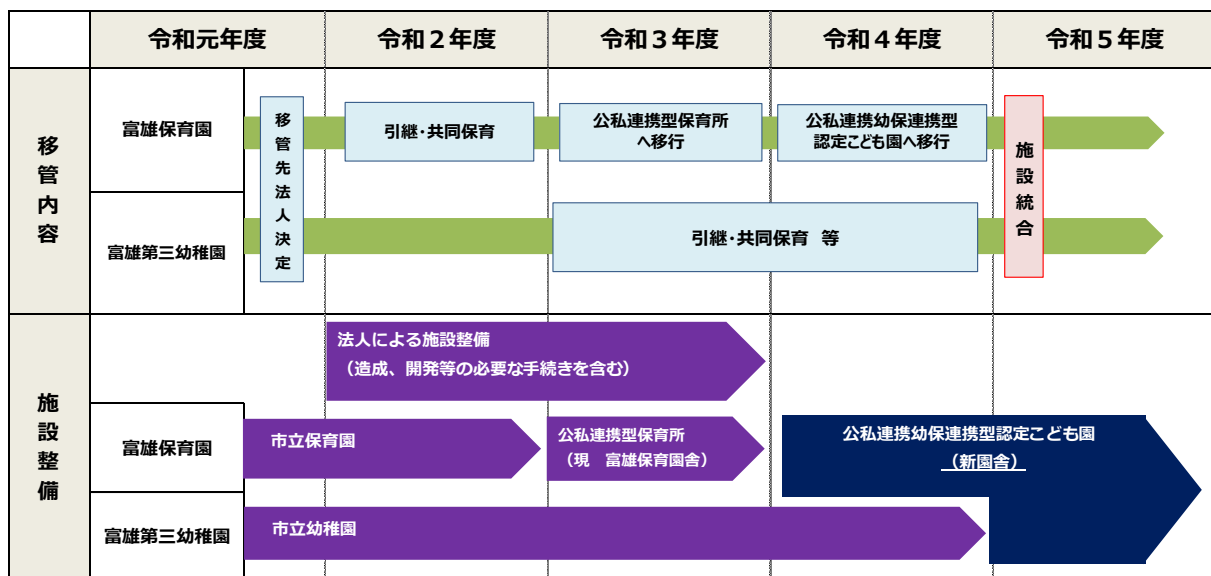 令和元年度
令和２年度
令和３年度
令和４年度
令和５年度
移管内容
富雄保育園
移管先法人決定
引継・共同保育
公私連携型保育所
へ移行
公私連携幼保連携型
認定こども園へ移行
施設統合
富雄第三幼稚園
引継・共同保育 等
施設整備
法人による施設整備
（造成、開発等の必要な手続きを含む）
富雄保育園
市立保育園
公私連携型保育所
（現　富雄保育園舎）
公私連携幼保連携型認定こども園
（新園舎）
富雄第三幼稚園
市立幼稚園